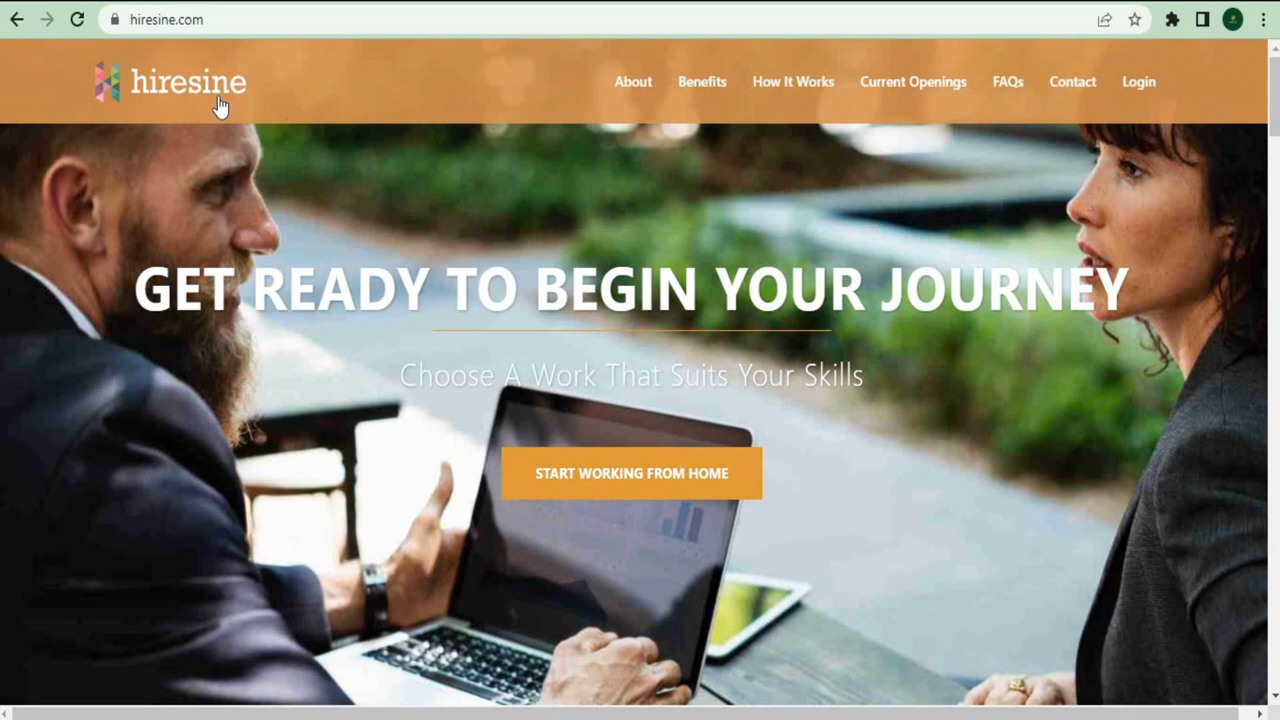 hiresine.com
hiresine
About Benefits How It Works Current Openings FAQs Contact Login
GET READY TO BEGIN YOUR JOURNEY
Choose A Work That Suits Your Skills
START WORKING FROM HOME